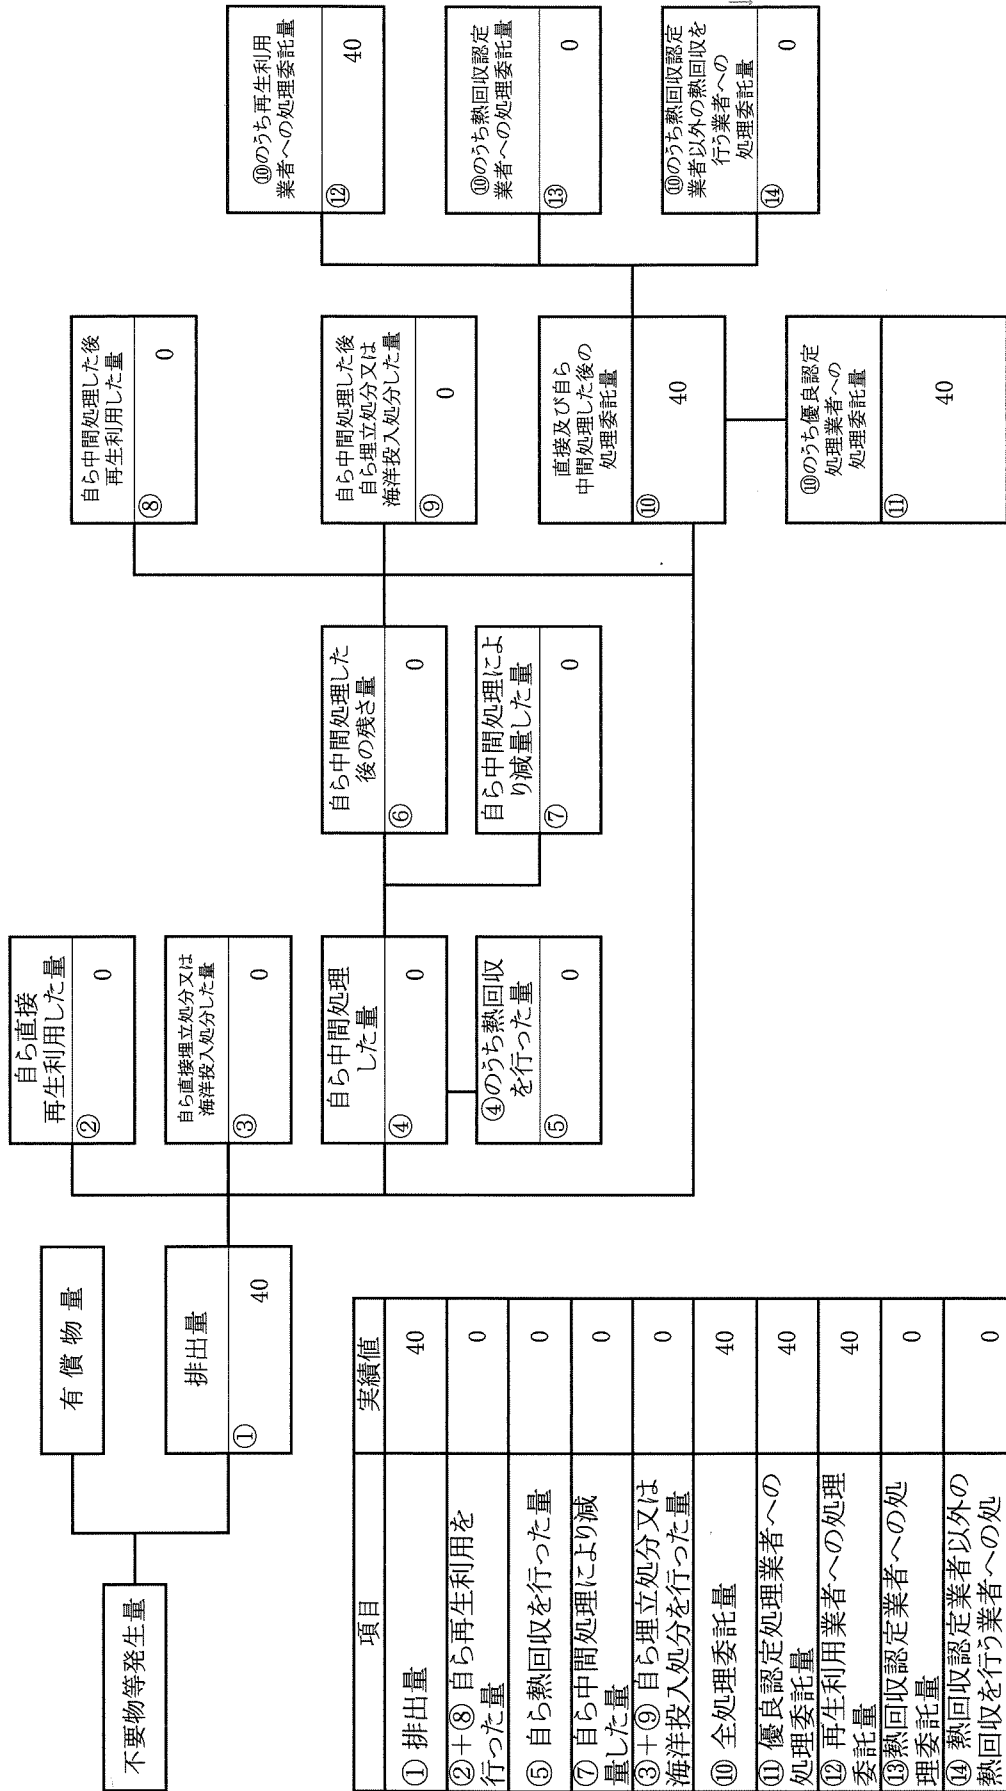 不要物等発生量
有償物量
排出量
① 40
自ら直接
再生利用した量
② 0
自ら直接埋立処分又は
海洋投入処分した量
③ 0
自ら中間処理
した量
④ 0
④のうち熱回収
を行った量
⑤ 0
自ら中間処理した
後の残さ量
⑥ 0
自ら中間処理によ
り減量した量
⑦ 0
自ら中間処理した後
再生利用した量
⑧ 0
自ら中間処理した後
自ら埋立処分又は
海洋投入処分した量
⑨ 0
直接及び自ら
中間処理した後の
処理委託量
⑩ 40
⑩のうち優良認定
処理業者への
処理委託量
⑪ 40
⑩のうち再生利用
業者への処理委託量
⑫ 40
⑩のうち熱回収認定
業者への処理委託量
⑬ 0
⑩のうち熱回収認定
業者以外の熱回収を
行う業者への
処理委託量
⑭ 0
項目 実績値
① 排出量 40
②+⑧ 自ら再生利用を
行った量 0
⑤ 自ら熱回収を行った量 0
⑦ 自ら中間処理により減
量した量 0
③+⑨ 自ら埋立処分又は
海洋投入処分を行った量 0
⑩ 全処理委託量 40
⑪ 優良認定処理業者への
処理委託量 40
⑫ 再生利用業者への処理
委託量 40
⑬熱回収認定業者への処
理委託量 0
⑭ 熱回収認定業者以外の
熱回収を行う業者への処 0